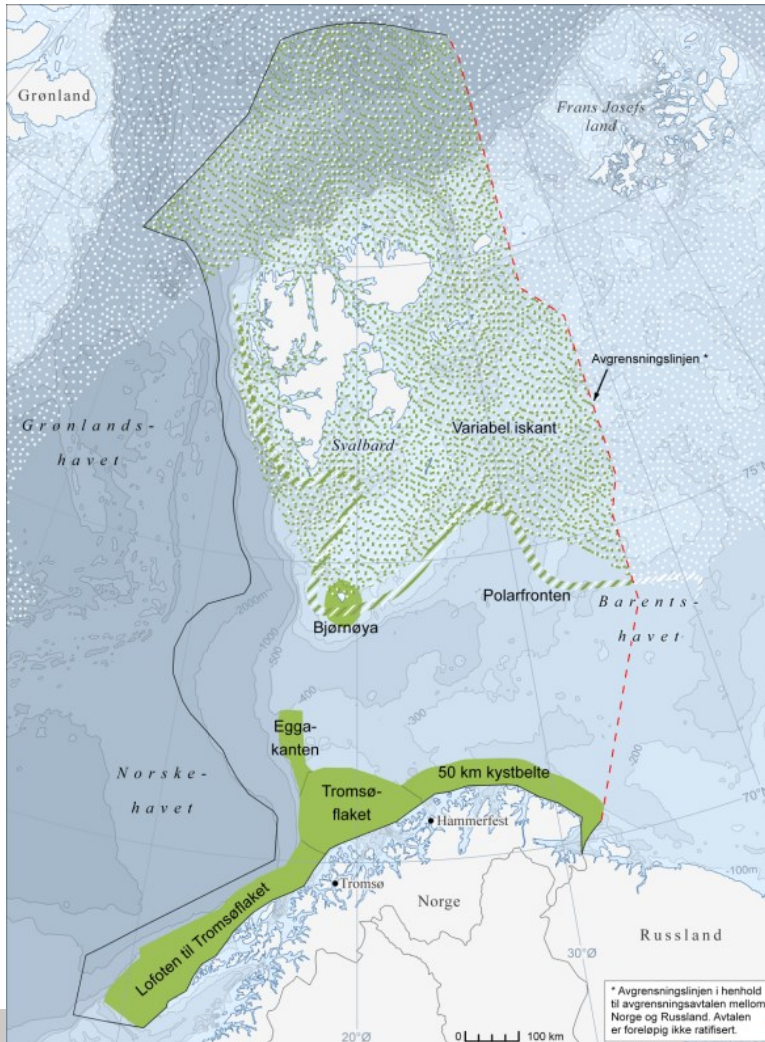 Grønland
Frans Josefs
land
Avgrensningslinjen *
Grønlands-
havet
Svalbard
Variabel iskant
75°N
Polarfronten
Barents-
havet
Bjørnøya
-2000m
-1000
-500
-400
-300
-200
Egga-
kanten
Norske-
havet
Tromsø-
flaket
50 km kystbelte
70°N
Hammerfest
-100m
Tromsø
Norge
Lofoten til Tromsøflaket
Russland
30°Ø
20°Ø
0 100 km
* Avgrensningslinjen i henhold
til avgrensningsavtalen mellom
Norge og Russland. Avtalen
er foreløpig ikke ratifisert.